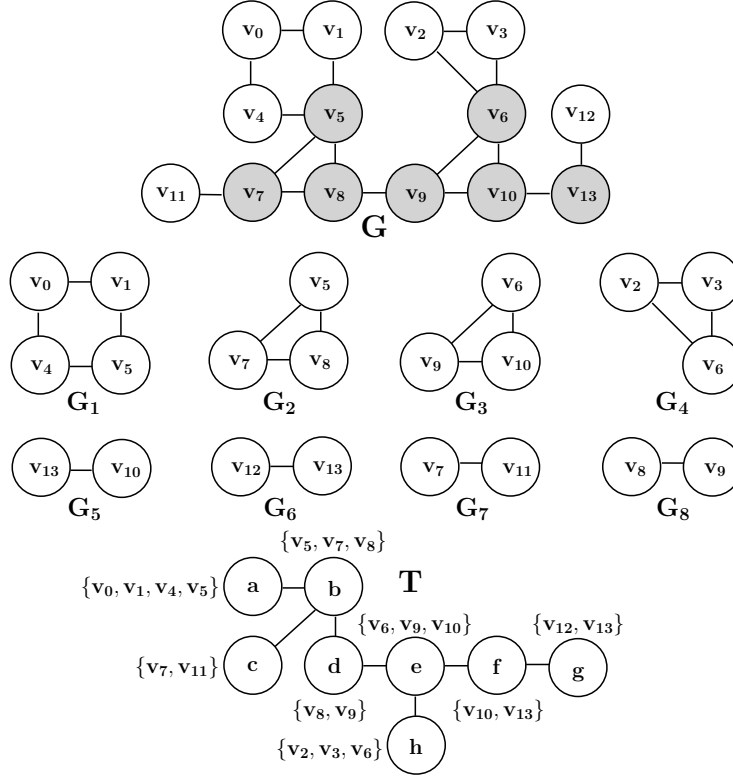 v₀ v₁ v₂ v₃
v₄ v₅ v₆ v₁₂
v₁₁ v₇ v₈ v₉ v₁₀ v₁₃
G
v₀ v₁ v₅ v₆ v₂ v₃
v₄ v₅ v₇ v₈ v₉ v₁₀ v₆
G₁ G₂ G₃ G₄
v₁₃ v₁₀ v₁₂ v₁₃ v₇ v₁₁ v₈ v₉
G₅ G₆ G₇ G₈
{v₅, v₇, v₈}
{v₀, v₁, v₄, v₅} a b T
{v₆, v₉, v₁₀} {v₁₂, v₁₃}
{v₇, v₁₁} c d e f g
{v₈, v₉} {v₁₀, v₁₃}
{v₂, v₃, v₆} h